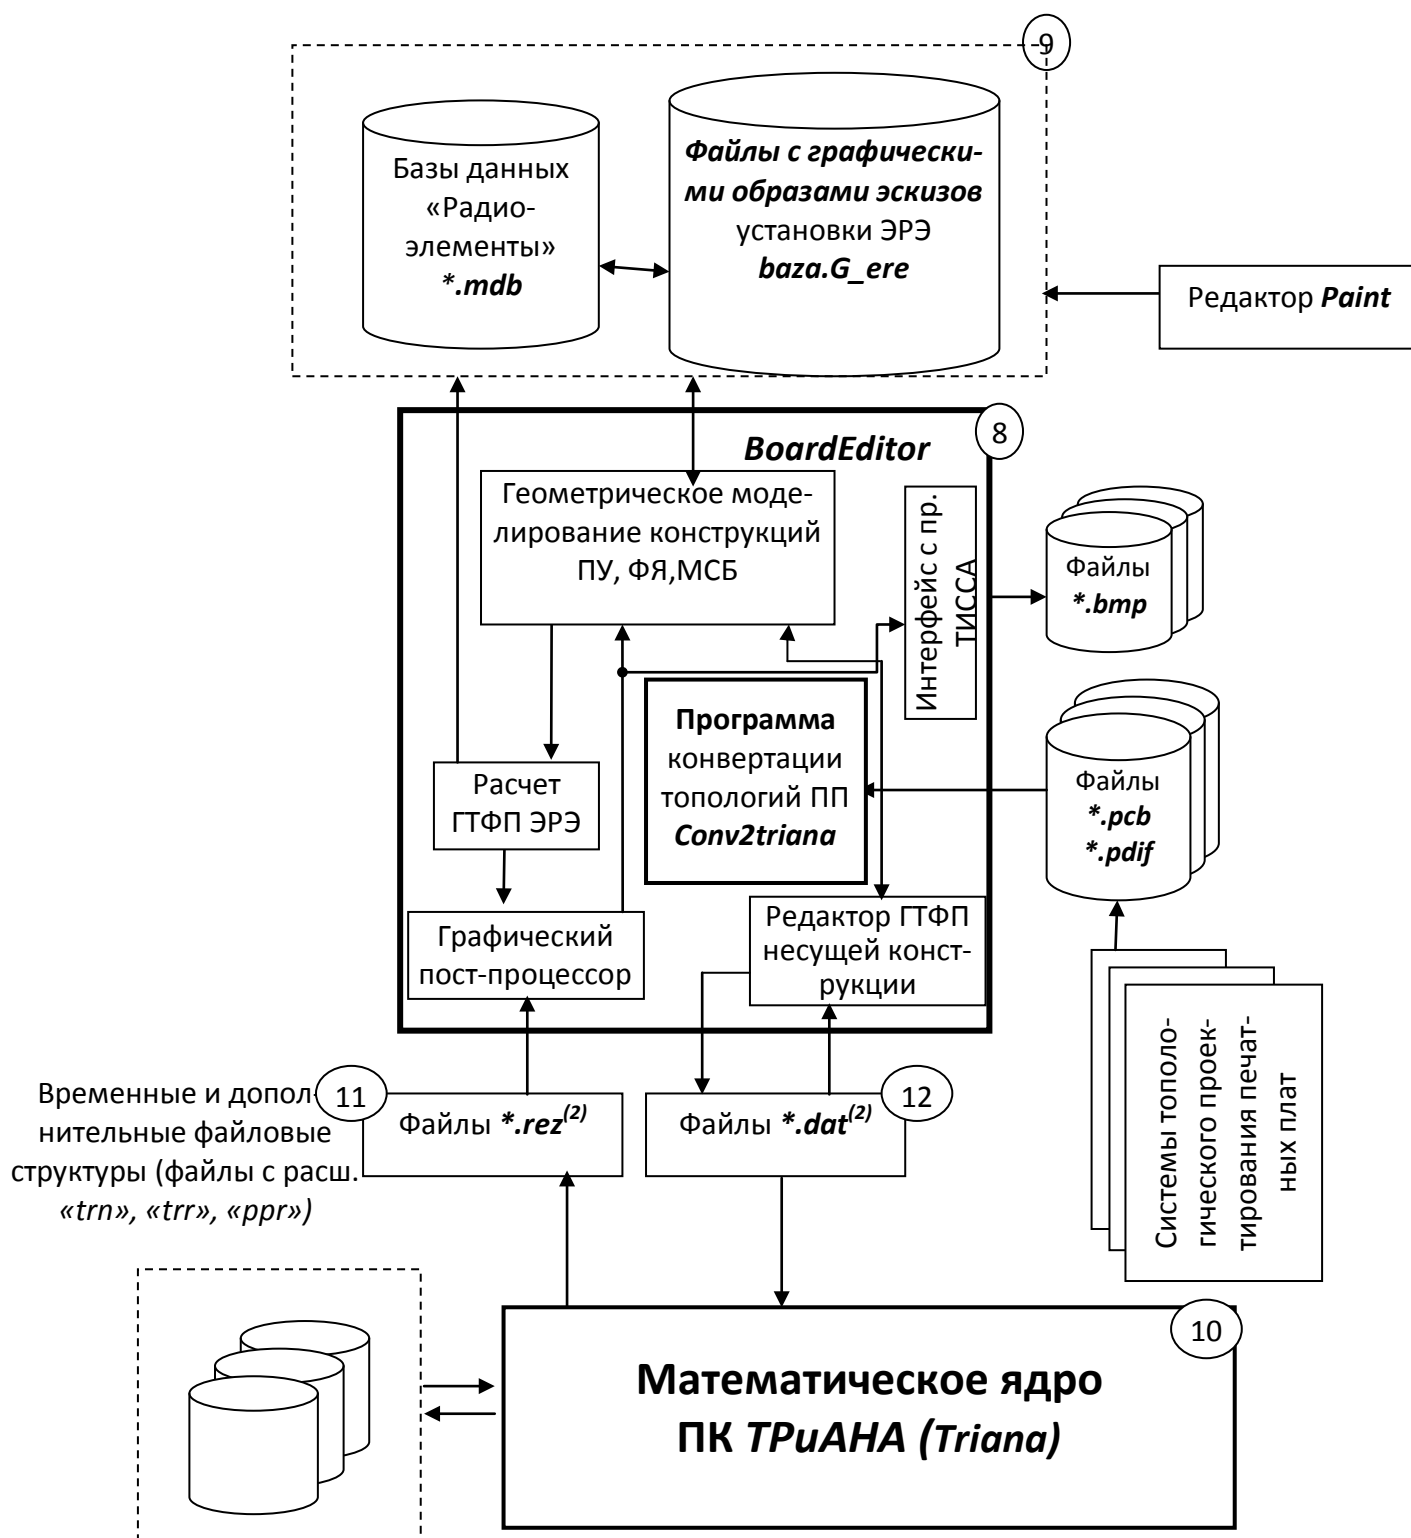 9
Базы данных
«Радио-
элементы»
*.mdb
Файлы с графически-
ми образами эскизов
установки ЭРЭ
baza.G_ere
Редактор Paint
8
BoardEditor
Геометрическое моде-
лирование конструкций
ПУ, ФЯ,МСБ
Интерфейс с пр.
ТИССА
Файлы
*.bmp
Программа
конвертации
топологий ПП
Conv2triana
Расчет
ГТФП ЭРЭ
Файлы
*.pcb
*.pdif
Графический
пост-процессор
Редактор ГТФП
несущей конст-
рукции
Системы тополо-
гического проек-
тирования печат-
ных плат
Временные и допол-
нительные файловые
структуры (файлы с расш.
«trn», «trr», «ppr»)
11
Файлы *.rez(2)
12
Файлы *.dat(2)
10
Математическое ядро
ПК ТРиАНА (Triana)